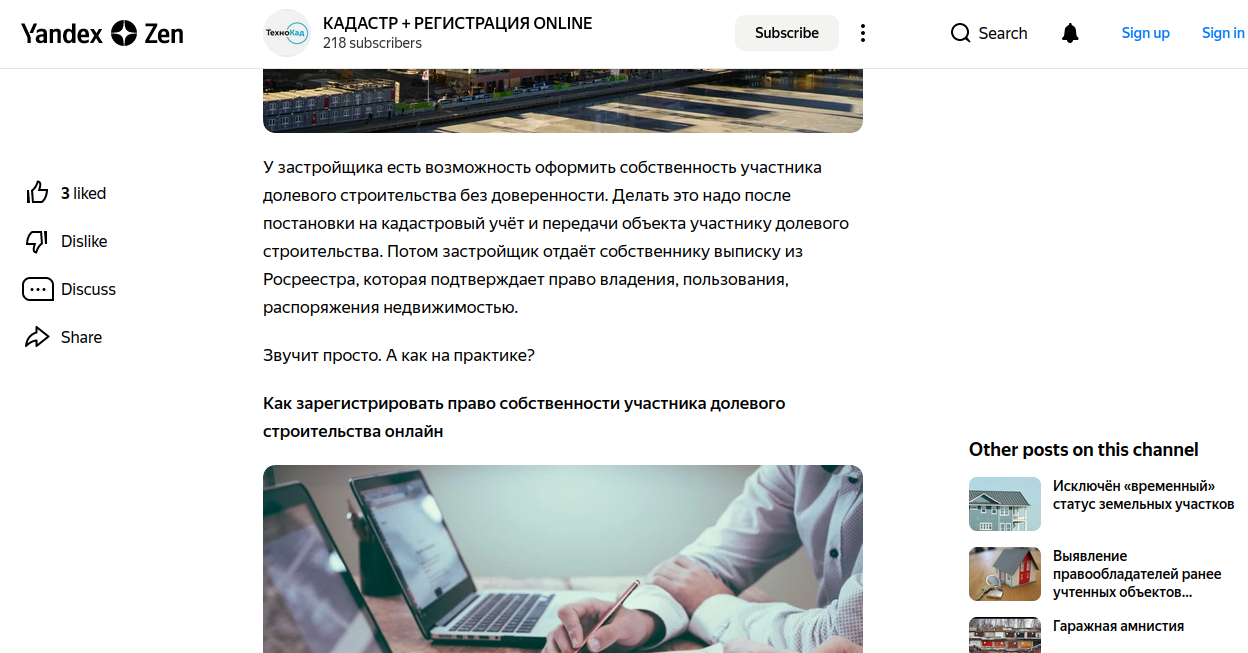 Yandex Zen
ТехноКад
КАДАСТР + РЕГИСТРАЦИЯ ONLINE
218 subscribers
Subscribe
Search
Sign up
Sign in
3 liked
Dislike
Discuss
Share
У застройщика есть возможность оформить собственность участника
долевого строительства без доверенности. Делать это надо после
постановки на кадастровый учёт и передачи объекта участнику долевого
строительства. Потом застройщик отдаёт собственнику выписку из
Росреестра, которая подтверждает право владения, пользования,
распоряжения недвижимостью.
Звучит просто. А как на практике?
Как зарегистрировать право собственности участника долевого
строительства онлайн
Other posts on this channel
Исключён «временный»
статус земельных участков
Выявление
правообладателей ранее
учтенных объектов...
Гаражная амнистия